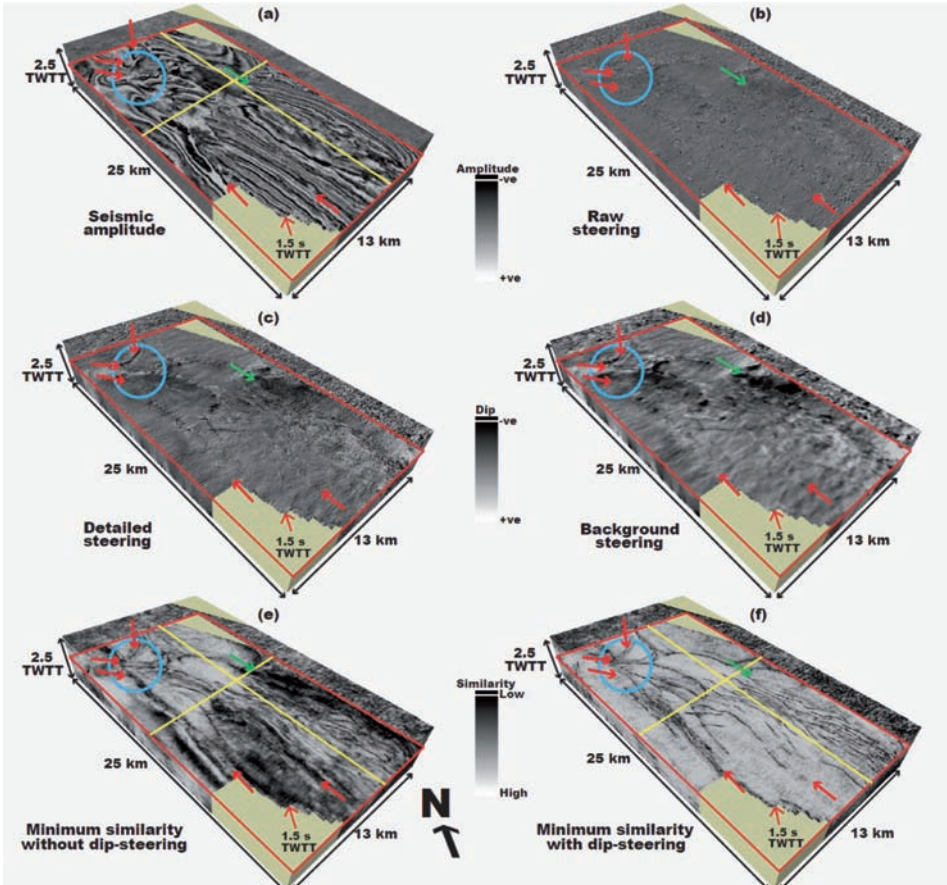 (a)
2.5
TWTT
25 km
Seismic
amplitude
1.5 s
TWTT
13 km
Amplitude
-ve
+ve
(b)
2.5
TWTT
25 km
Raw
steering
1.5 s
TWTT
13 km
(c)
2.5
TWTT
25 km
Detailed
steering
1.5 s
TWTT
13 km
Dip
-ve
+ve
(d)
2.5
TWTT
25 km
Background
steering
1.5 s
TWTT
13 km
(e)
2.5
TWTT
25 km
Minimum similarity
without dip-steering
1.5 s
TWTT
13 km
Similarity
Low
High
N
(f)
2.5
TWTT
25 km
Minimum similarity
with dip-steering
1.5 s
TWTT
13 km